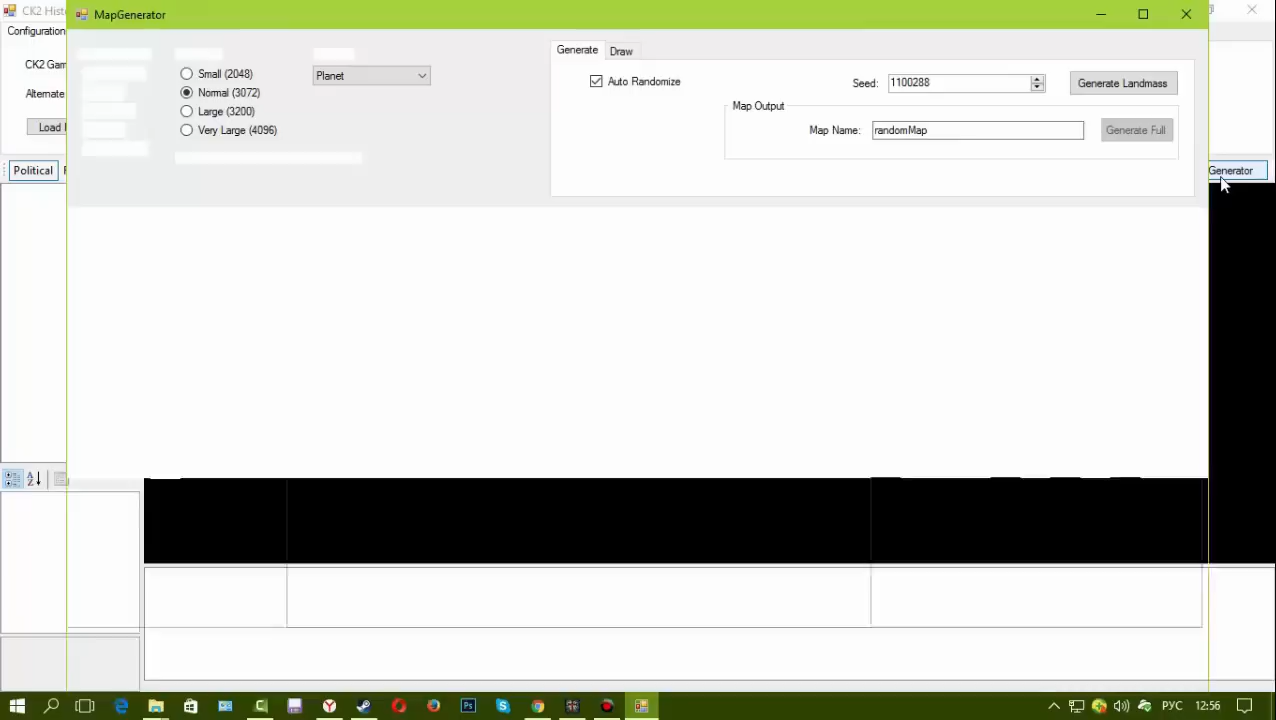 CK2 Hist
MapGenerator
Configuration
CK2 Gam
Alternate
Load
Political
Small (2048)
Normal (3072)
Large (3200)
Very Large (4096)
Planet
Generate
Draw
Auto Randomize
Seed:
1100288
Generate Landmass
Map Output
Map Name:
randomMap
Generate Full
Generator
РУС
12:56